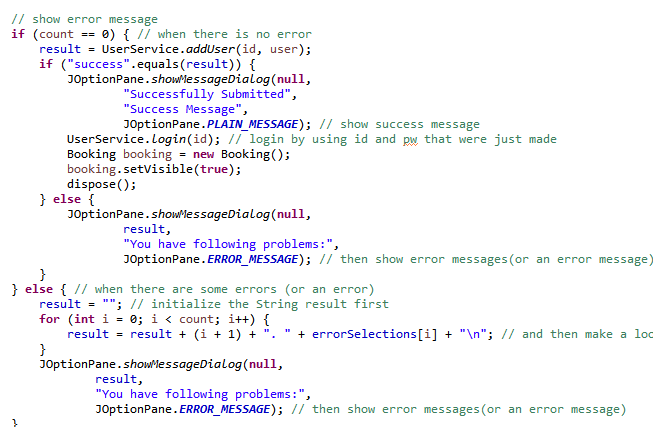 // show error message
if (count == 0) { // when there is no error
result = UserService.addUser(id, user);
if ("success".equals(result)) {
JOptionPane.showMessageDialog(null,
"Successfully Submitted",
"Success Message",
JOptionPane.PLAIN_MESSAGE); // show success message
UserService.login(id); // login by using id and pw that were just made
Booking booking = new Booking();
booking.setVisible(true);
dispose();
} else {
JOptionPane.showMessageDialog(null,
result,
"You have following problems:",
JOptionPane.ERROR_MESSAGE); // then show error messages(or an error message)
}
} else { // when there are some errors (or an error)
result = ""; // initialize the String result first
for (int i = 0; i < count; i++) {
result = result + (i + 1) + ". " + errorSelections[i] + "\n"; // and then make a loo
}
JOptionPane.showMessageDialog(null,
result,
"You have following problems:",
JOptionPane.ERROR_MESSAGE); // then show error messages(or an error message)
}